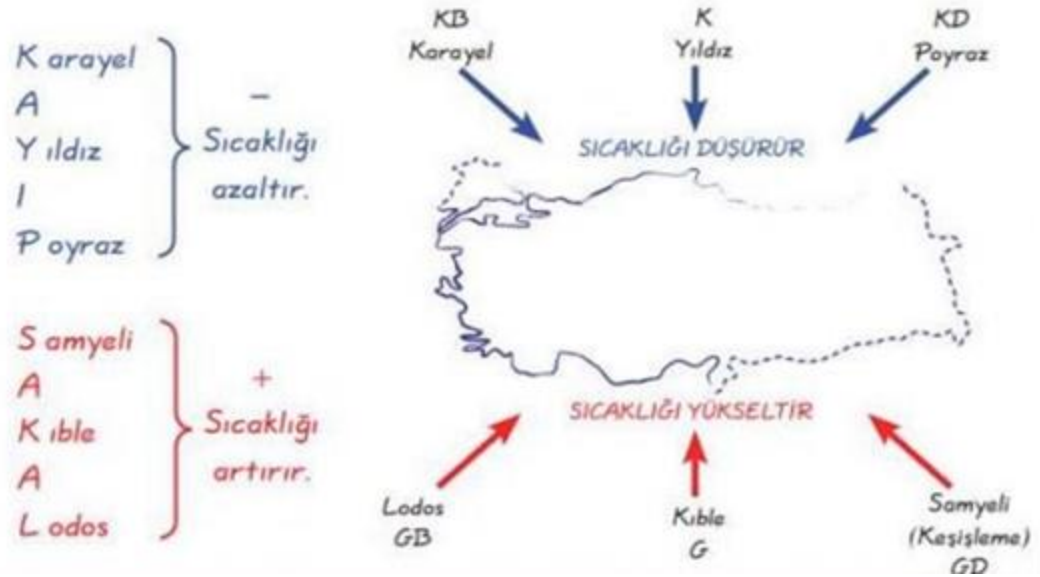 K arayel
A
Y ıldız
I
P oyraz
–
Sıcaklığı
azaltır.
S amyeli
A
K ıble
A
L odos
+
Sıcaklığı
artırır.
KB
Karayel
K
Yıldız
KD
Poyraz
SICAKLIĞI DÜŞÜRÜR
SICAKLIĞI YÜKSELTİR
Lodos
GB
Kıble
G
Samyeli
(Keşişleme)
GD